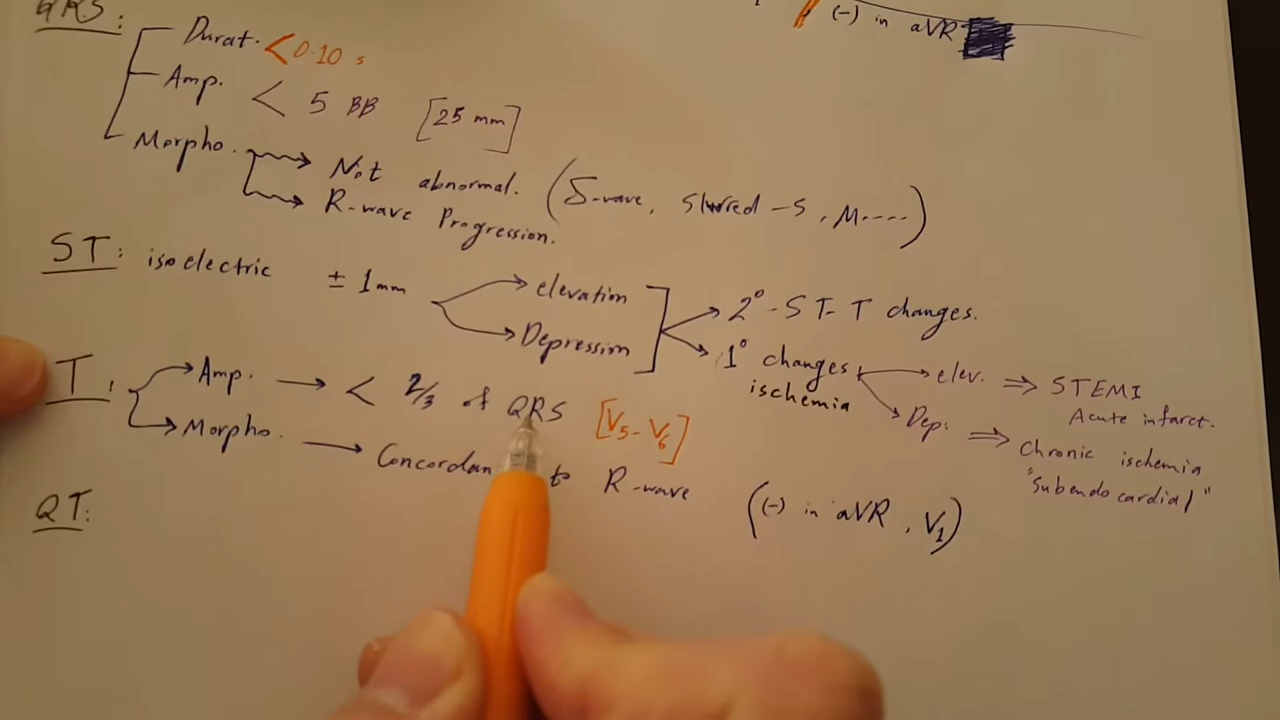 QRS:
(-) in aVR
Durat. < 0.10 s
Amp. < 5 BB [25 mm]
Morpho. → Not abnormal. (δ-wave, slurred-S, M....)
→ R-wave Progression.
ST: isoelectric ± 1mm
elevation
Depression
2° - ST-T changes.
1° changes
ischemia
elev. ⇒ STEMI
Acute infarct.
Dep. ⇒ Chronic ischemia
"Subendocardial"
T:
Amp. → < 2/3 of QRS [V5-V6]
Morpho. → Concordan to R-wave ((-) in aVR, V1)
QT: